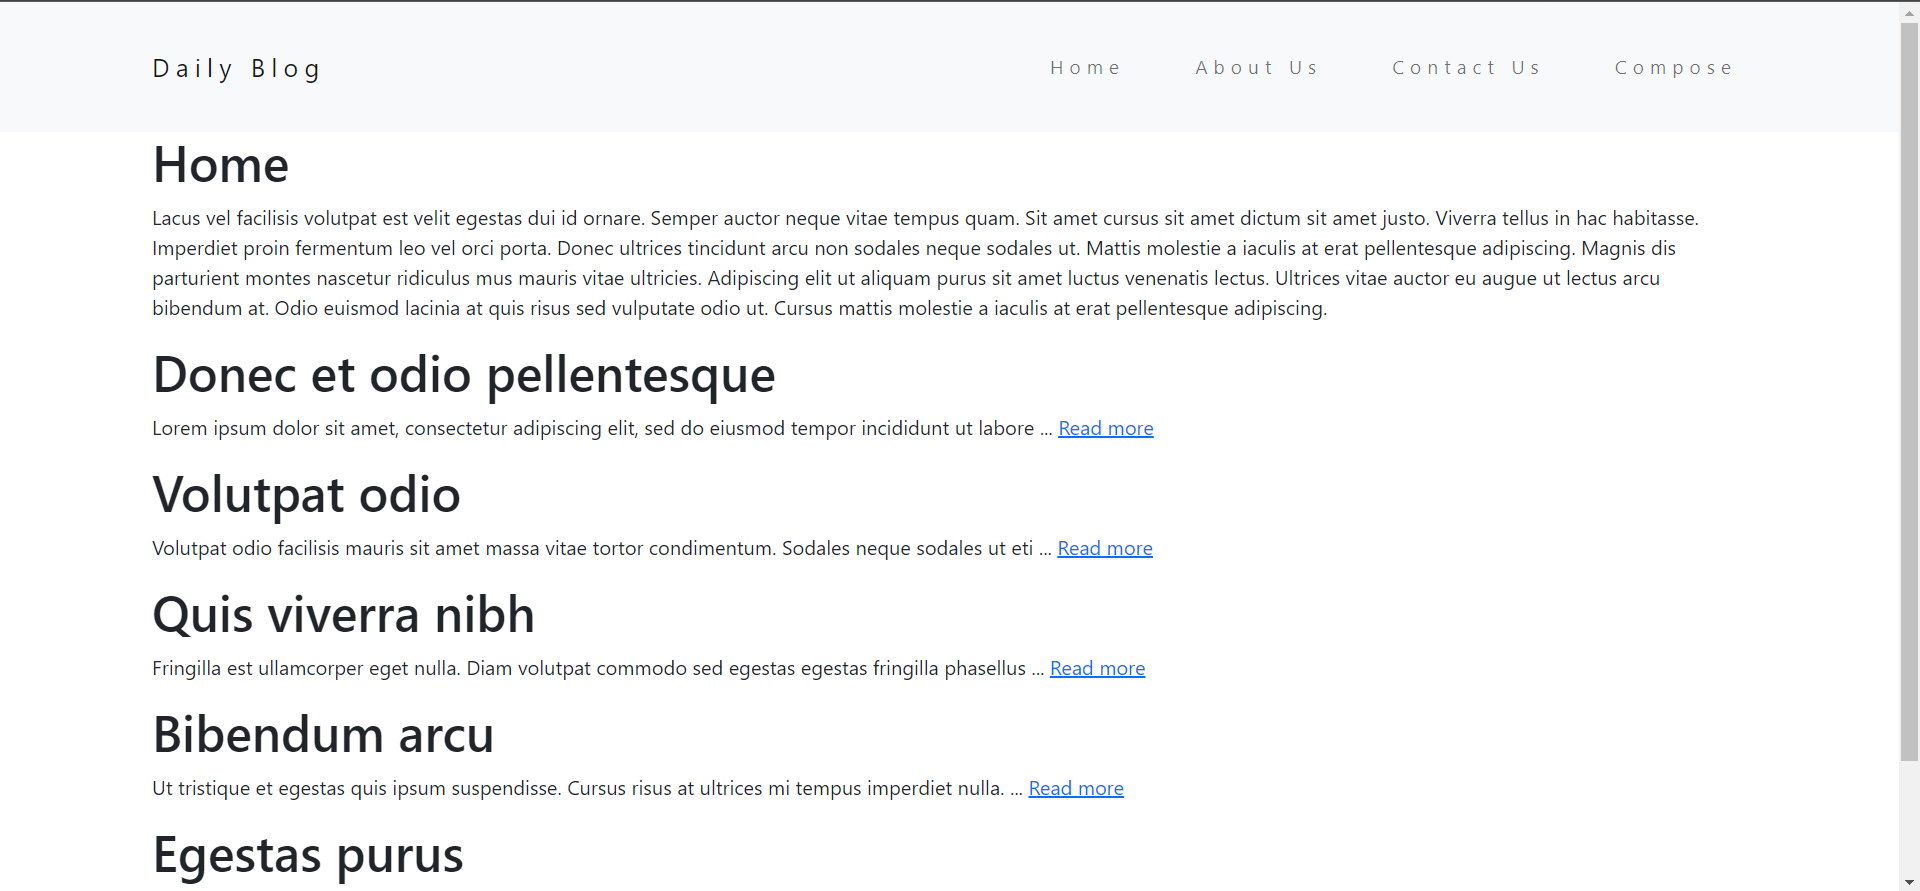 Daily Blog
Home
About Us
Contact Us
Compose
Home
Lacus vel facilisis volutpat est velit egestas dui id ornare. Semper auctor neque vitae tempus quam. Sit amet cursus sit amet dictum sit amet justo. Viverra tellus in hac habitasse.
Imperdiet proin fermentum leo vel orci porta. Donec ultrices tincidunt arcu non sodales neque sodales ut. Mattis molestie a iaculis at erat pellentesque adipiscing. Magnis dis
parturient montes nascetur ridiculus mus mauris vitae ultricies. Adipiscing elit ut aliquam purus sit amet luctus venenatis lectus. Ultrices vitae auctor eu augue ut lectus arcu
bibendum at. Odio euismod lacinia at quis risus sed vulputate odio ut. Cursus mattis molestie a iaculis at erat pellentesque adipiscing.
Donec et odio pellentesque
Lorem ipsum dolor sit amet, consectetur adipiscing elit, sed do eiusmod tempor incididunt ut labore ... Read more
Volutpat odio
Volutpat odio facilisis mauris sit amet massa vitae tortor condimentum. Sodales neque sodales ut eti ... Read more
Quis viverra nibh
Fringilla est ullamcorper eget nulla. Diam volutpat commodo sed egestas egestas fringilla phasellus ... Read more
Bibendum arcu
Ut tristique et egestas quis ipsum suspendisse. Cursus risus at ultrices mi tempus imperdiet nulla. ... Read more
Egestas purus